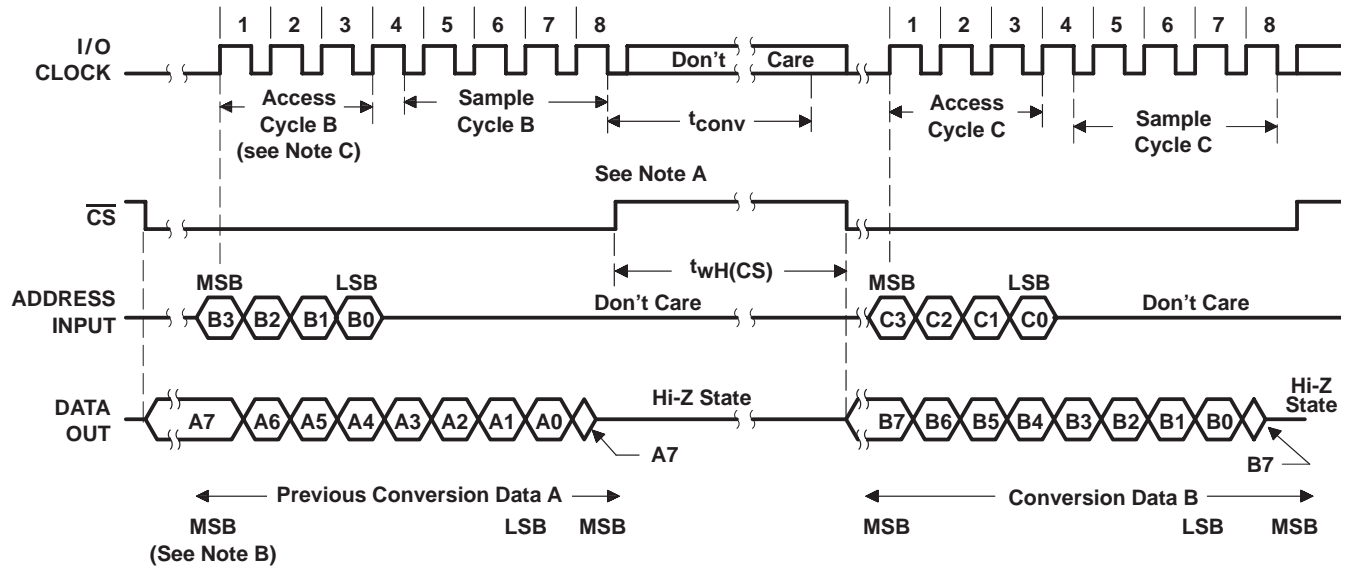 1 2 3 4 5 6 7 8 1 2 3 4 5 6 7 8
I/O
CLOCK
Don't Care
Access
Cycle B
(see Note C)
Sample
Cycle B
tconv
Access
Cycle C
Sample
Cycle C
See Note A
CS
twH(CS)
MSB LSB MSB LSB
ADDRESS
INPUT
B3 B2 B1 B0 Don't Care C3 C2 C1 C0 Don't Care
DATA
OUT
A7 A6 A5 A4 A3 A2 A1 A0 Hi-Z State B7 B6 B5 B4 B3 B2 B1 B0
Hi-Z
State
A7
B7
Previous Conversion Data A
Conversion Data B
MSB LSB MSB MSB LSB MSB
(See Note B)